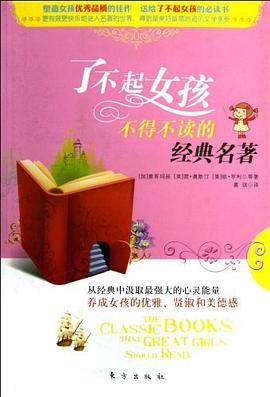 塑造女孩优秀品格的佳作 送给了不起女孩的必读书
了不起女孩
不得不读的
经典名著
从经典中汲取最强大的心灵能量
养成女孩的优雅、贤淑和美德感
THE
CLASSIC BOOKS
THAT GREAT GIRLS
SHOULD READ
东方出版社